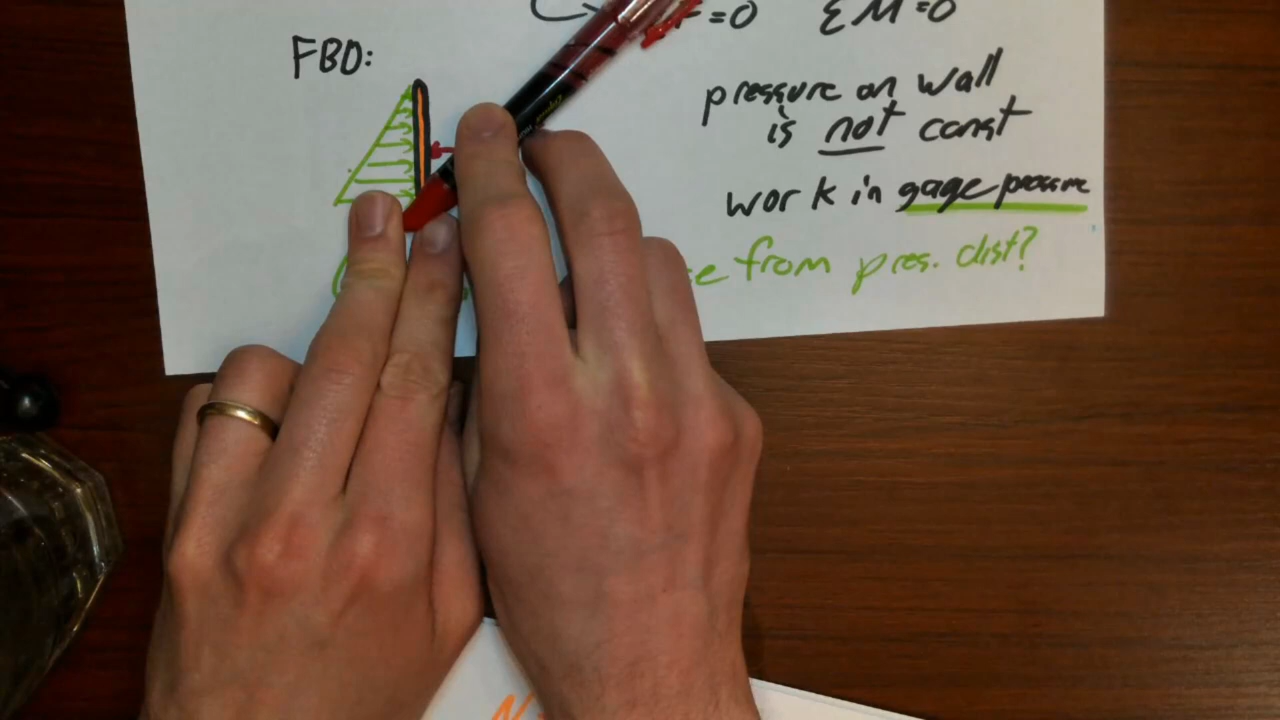 =0 ΣM=0
FBD:
pressure on wall
is not const
work in gage pressure
from pres. dist?